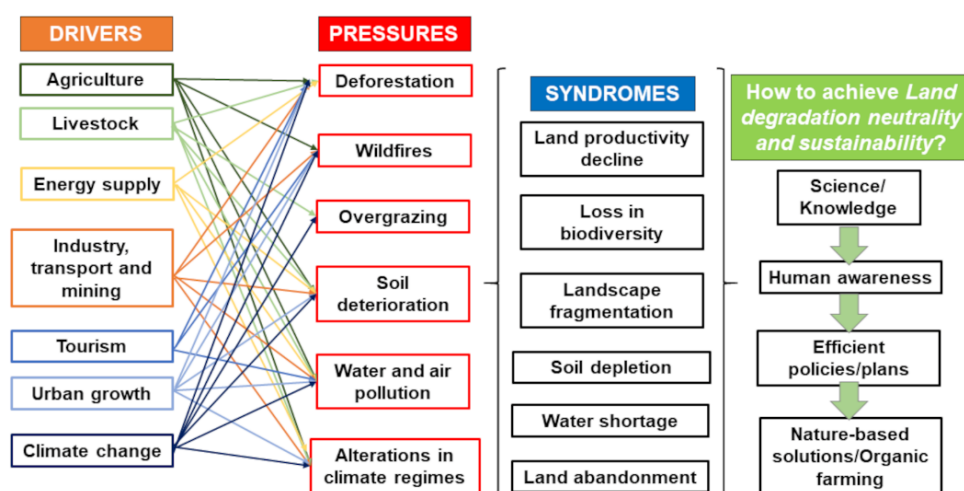 DRIVERS
Agriculture
Livestock
Energy supply
Industry,
transport and
mining
Tourism
Urban growth
Climate change
PRESSURES
Deforestation
Wildfires
Overgrazing
Soil
deterioration
Water and air
pollution
Alterations in
climate regimes
SYNDROMES
Land productivity
decline
Loss in
biodiversity
Landscape
fragmentation
Soil depletion
Water shortage
Land abandonment
How to achieve Land
degradation neutrality
and sustainability?
Science/
Knowledge
Human awareness
Efficient
policies/plans
Nature-based
solutions/Organic
farming